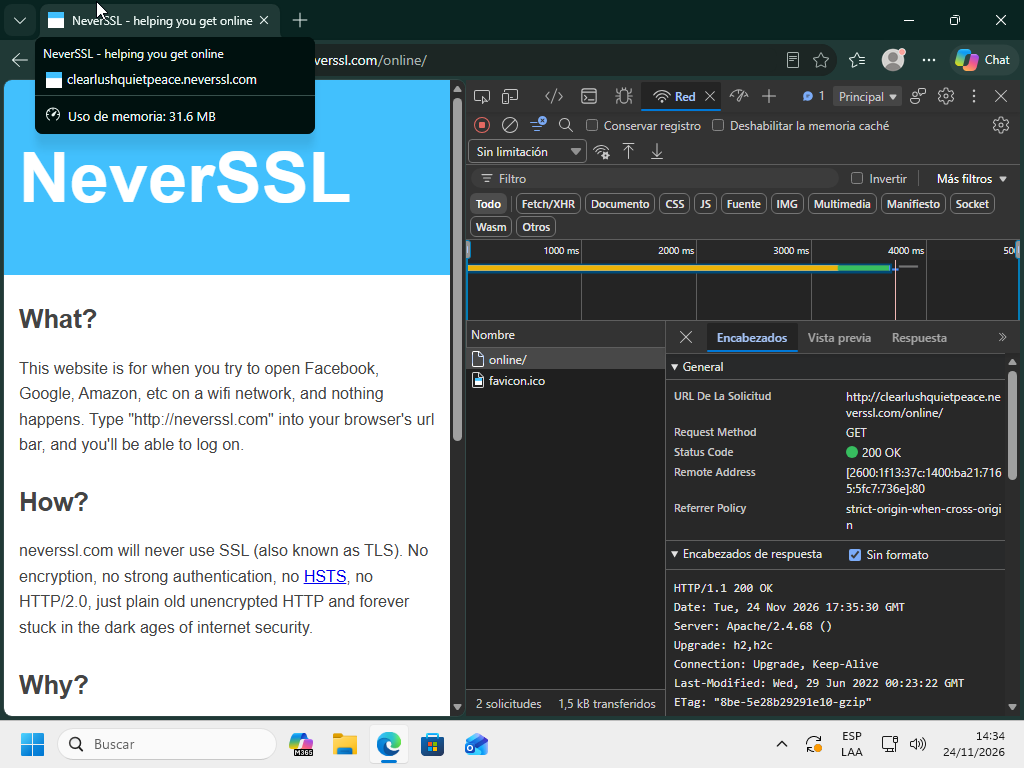 NeverSSL - helping you get online
NeverSSL - helping you get online
clearlushquietpeace.neverssl.com
Uso de memoria: 31.6 MB
verssl.com/online/
Chat
NeverSSL
What?
This website is for when you try to open Facebook,
Google, Amazon, etc on a wifi network, and nothing
happens. Type "http://neverssl.com" into your browser's url
bar, and you'll be able to log on.
How?
neverssl.com will never use SSL (also known as TLS). No
encryption, no strong authentication, no HSTS, no
HTTP/2.0, just plain old unencrypted HTTP and forever
stuck in the dark ages of internet security.
Why?
Red
1
Principal
Conservar registro
Deshabilitar la memoria caché
Sin limitación
Filtro
Invertir
Más filtros
Todo
Fetch/XHR
Documento
CSS
JS
Fuente
IMG
Multimedia
Manifiesto
Socket
Wasm
Otros
1000 ms
2000 ms
3000 ms
4000 ms
Nombre
online/
favicon.ico
2 solicitudes
1,5 kB transferidos
Encabezados
Vista previa
Respuesta
General
URL De La Solicitud
http://clearlushquietpeace.ne
verssl.com/online/
Request Method
GET
Status Code
200 OK
Remote Address
[2600:1f13:37c:1400:ba21:716
5:5fc7:736e]:80
Referrer Policy
strict-origin-when-cross-origi
n
Encabezados de respuesta
Sin formato
HTTP/1.1 200 OK
Date: Tue, 24 Nov 2026 17:35:30 GMT
Server: Apache/2.4.68 ()
Upgrade: h2,h2c
Connection: Upgrade, Keep-Alive
Last-Modified: Wed, 29 Jun 2022 00:23:22 GMT
ETag: "8be-5e28b29291e10-gzip"
Buscar
M365
ESP
LAA
14:34
24/11/2026